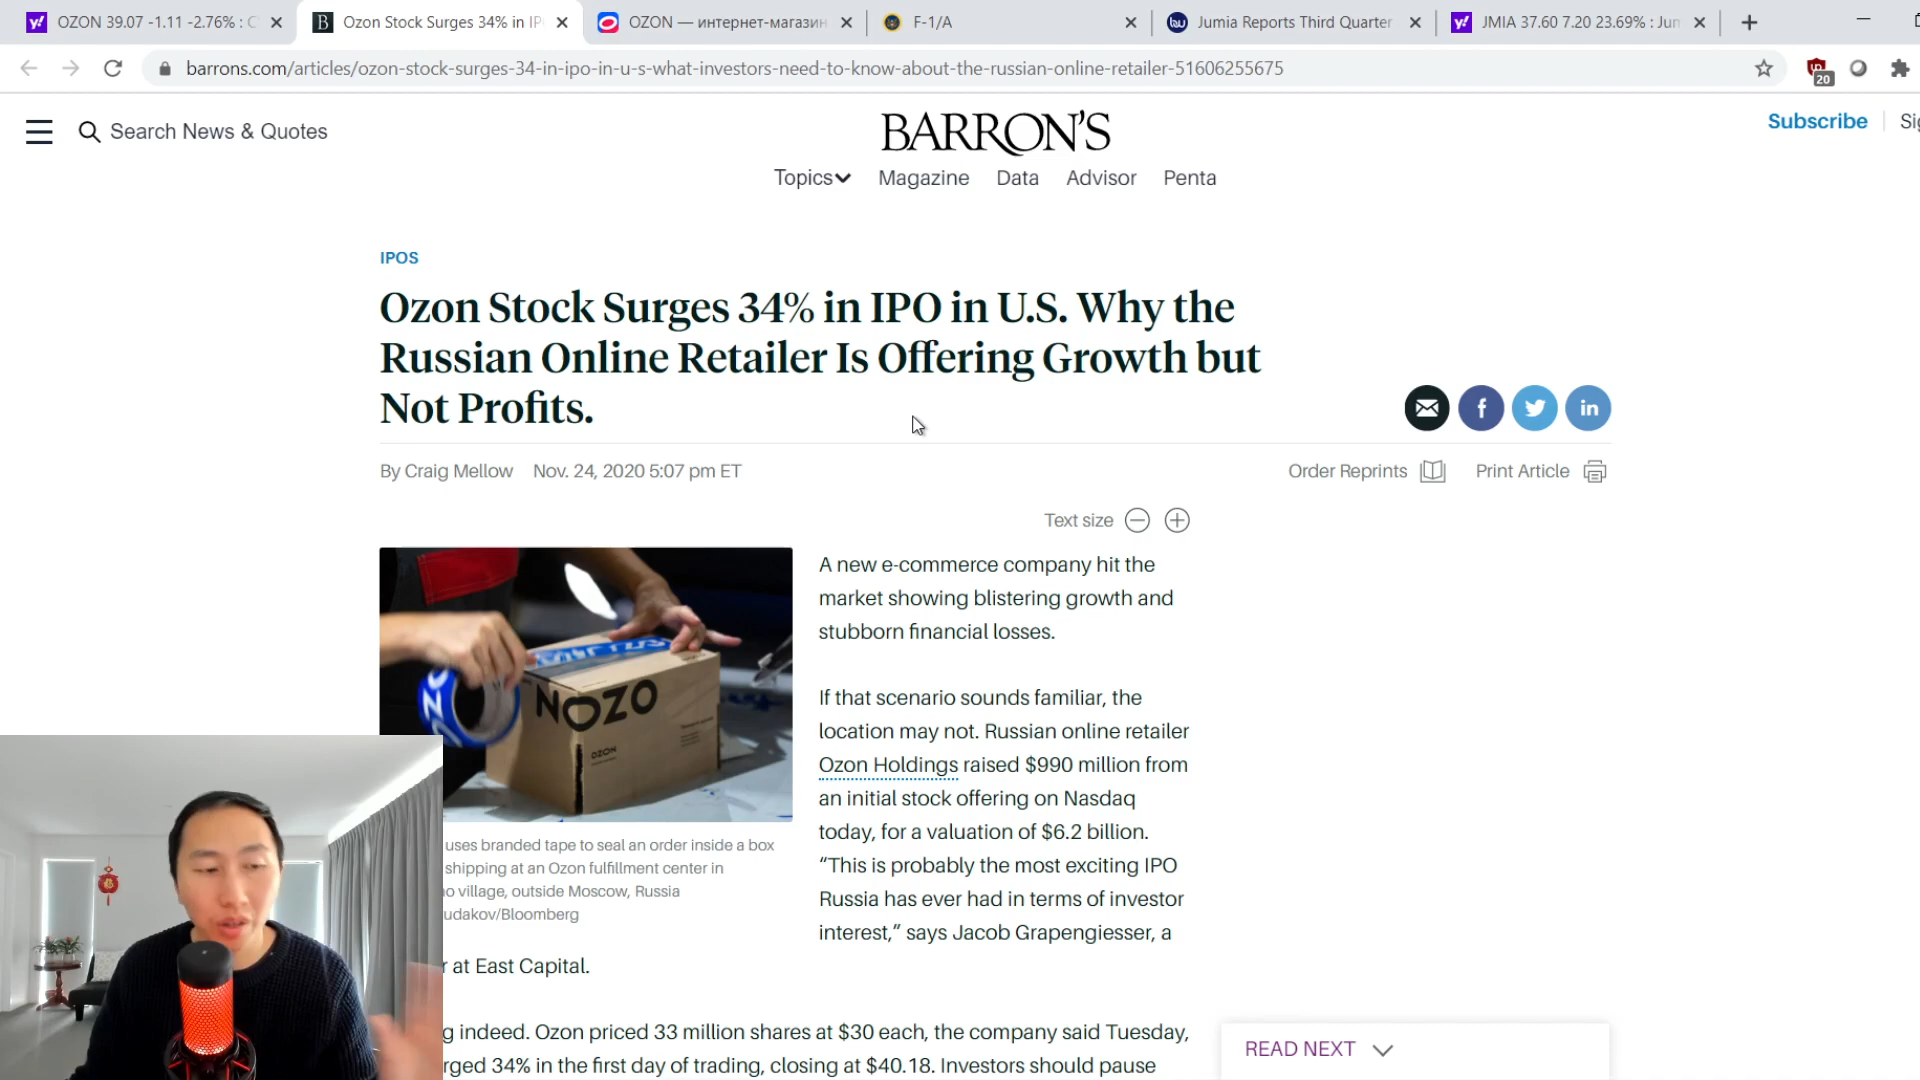 OZON 39.07 -1.11 -2.76% : C
Ozon Stock Surges 34% in IP
OZON — интернет-магазин
F-1/A
Jumia Reports Third Quarter
JMIA 37.60 7.20 23.69% : Jun
barrons.com/articles/ozon-stock-surges-34-in-ipo-in-u-s-what-investors-need-to-know-about-the-russian-online-retailer-51606255675
20
Search News & Quotes
BARRON'S
Subscribe
Topics
Magazine
Data
Advisor
Penta
IPOS
Ozon Stock Surges 34% in IPO in U.S. Why the
Russian Online Retailer Is Offering Growth but
Not Profits.
By Craig Mellow Nov. 24, 2020 5:07 pm ET
Order Reprints
Print Article
Text size
NOZO
OZON
uses branded tape to seal an order inside a box
shipping at an Ozon fulfillment center in
village, outside Moscow, Russia
udakov/Bloomberg
A new e-commerce company hit the
market showing blistering growth and
stubborn financial losses.
If that scenario sounds familiar, the
location may not. Russian online retailer
Ozon Holdings raised $990 million from
an initial stock offering on Nasdaq
today, for a valuation of $6.2 billion.
“This is probably the most exciting IPO
Russia has ever had in terms of investor
interest,” says Jacob Grapengiesser, a
r at East Capital.
g indeed. Ozon priced 33 million shares at $30 each, the company said Tuesday,
rged 34% in the first day of trading, closing at $40.18. Investors should pause
READ NEXT